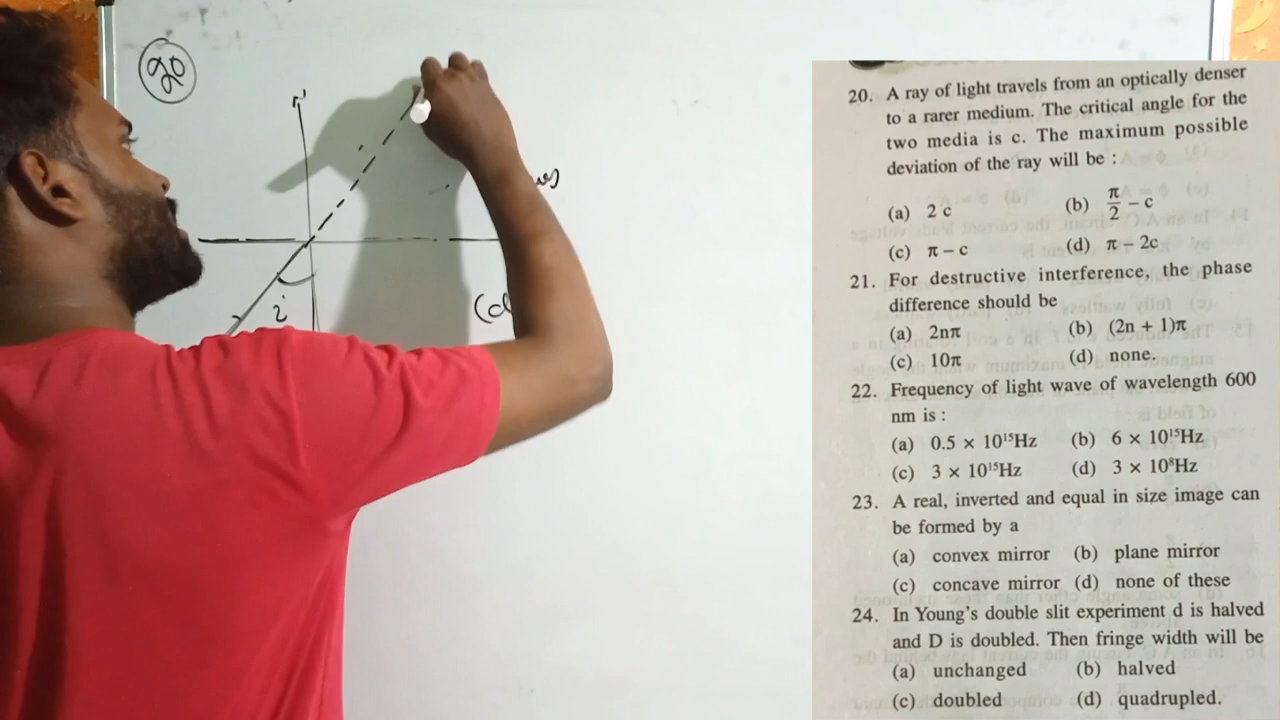 20
N
i
(d
20. A ray of light travels from an optically denser
to a rarer medium. The critical angle for the
two media is c. The maximum possible
deviation of the ray will be :
(a) 2 c (b) π/2 – c
(c) π – c (d) π – 2c
21. For destructive interference, the phase
difference should be
(a) 2nπ (b) (2n + 1)π
(c) 10π (d) none.
22. Frequency of light wave of wavelength 600
nm is :
(a) 0.5 × 10¹⁵Hz (b) 6 × 10¹⁵Hz
(c) 3 × 10¹⁵Hz (d) 3 × 10⁸Hz
23. A real, inverted and equal in size image can
be formed by a
(a) convex mirror (b) plane mirror
(c) concave mirror (d) none of these
24. In Young's double slit experiment d is halved
and D is doubled. Then fringe width will be
(a) unchanged (b) halved
(c) doubled (d) quadrupled.